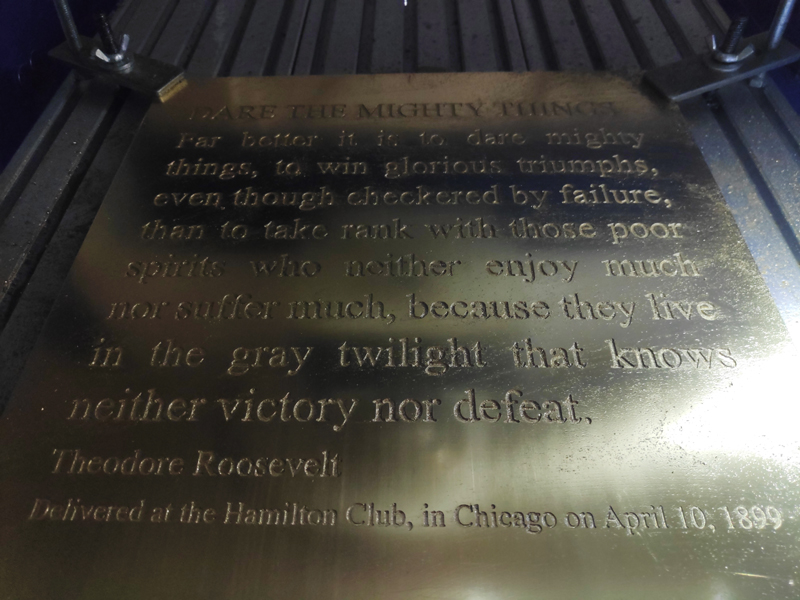 DARE THE MIGHTY THINGS
Far better it is to dare mighty
things, to win glorious triumphs,
even though checkered by failure,
than to take rank with those poor
spirits who neither enjoy much
nor suffer much, because they live
in the gray twilight that knows
neither victory nor defeat.
Theodore Roosevelt
Delivered at the Hamilton Club, in Chicago on April 10, 1899